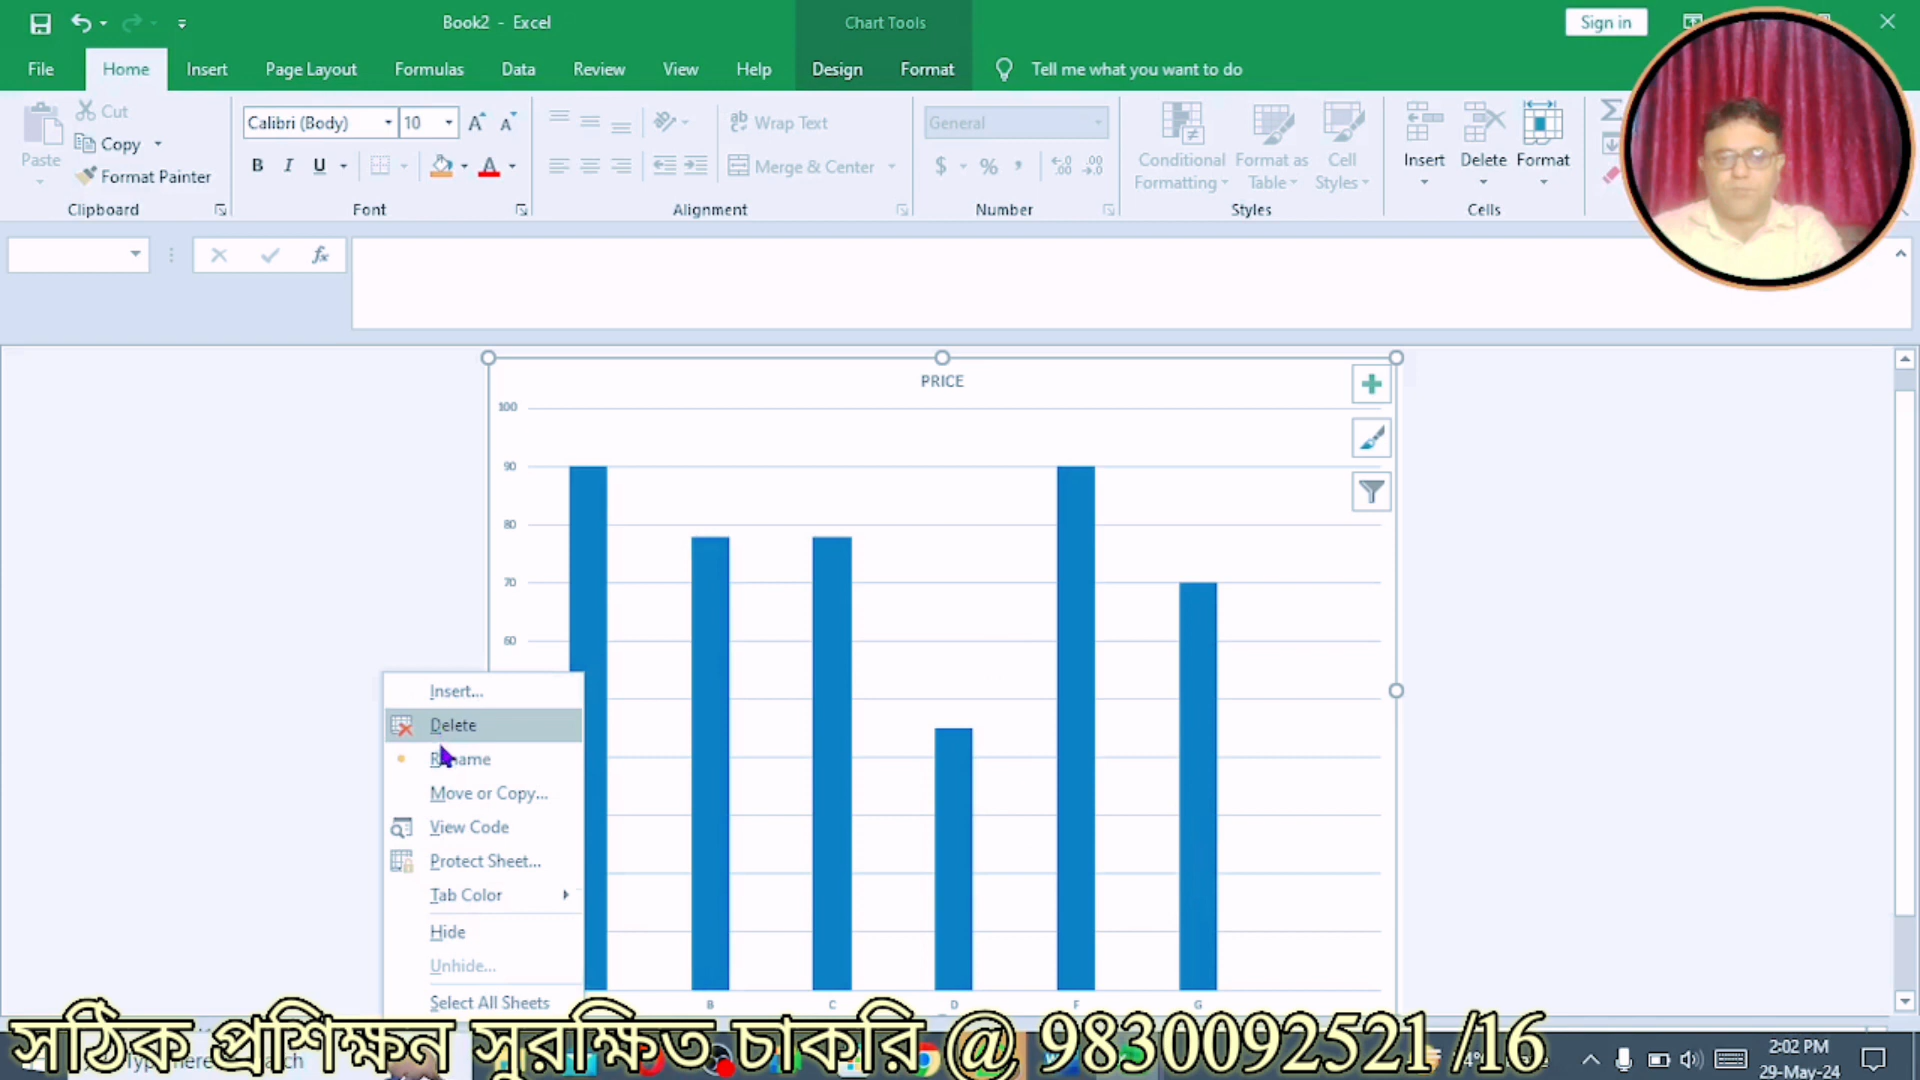 Book2 - Excel
Chart Tools
Sign in
File Home Insert Page Layout Formulas Data Review View Help Design Format Tell me what you want to do
Cut
Copy
Format Painter
Paste
Clipboard
Calibri (Body) 10
B I U
Font
Wrap Text
Merge & Center
Alignment
General
$ % ,
Number
Conditional Formatting
Format as Table
Cell Styles
Styles
Insert Delete Format
Cells
fx
PRICE
100
90
80
70
60
Insert...
Delete
Move or Copy...
View Code
Protect Sheet...
Tab Color
Hide
Unhide...
Select All Sheets
B C D F G
সঠিক প্রশিক্ষন সুরক্ষিত চাকরি @ 9830092521 /16
2:02 PM
29-May-24